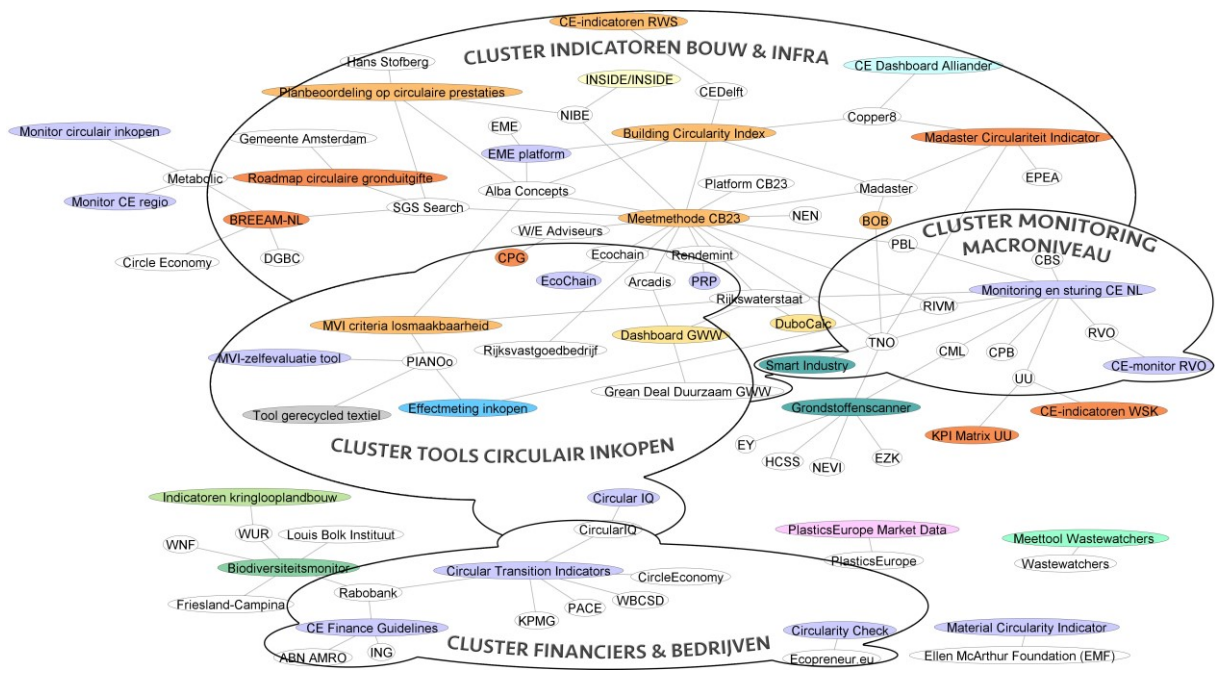 CE-indicatoren RWS
CLUSTER INDICATOREN BOUW & INFRA
Hans Stofberg
CE Dashboard Alliander
INSIDE/INSIDE
Planbeoordeling op circulaire prestaties
CEDelft
NIBE
Copper8
EME
Monitor circulair inkopen
Gemeente Amsterdam
Building Circularity Index
Madaster Circulariteit Indicator
EME platform
Metabolic
Roadmap circulaire gronduitgifte
EPEA
Platform CB23
Alba Concepts
Madaster
Monitor CE regio
SGS Search
BREEAM-NL
Meetmethode CB23
NEN
BOB
CLUSTER MONITORING
MACRONIVEAU
W/E Adviseurs
PBL
Circle Economy
DGBC
CPG
Ecochain
Rendemint
CBS
EcoChain
Arcadis
PRP
Monitoring en sturing CE NL
Rijkswaterstaat
RIVM
MVI criteria losmaakbaarheid
DuboCalc
Dashboard GWW
RVO
TNO
Rijksvastgoedbedrijf
CML
CPB
MVI-zelfevaluatie tool
PIANOo
Smart Industry
CE-monitor RVO
UU
Grean Deal Duurzaam GWW
Tool gerecycled textiel
Effectmeting inkopen
Grondstoffenscanner
CE-indicatoren WSK
KPI Matrix UU
CLUSTER TOOLS CIRCULAIR INKOPEN
EY
HCSS
NEVI
EZK
Indicatoren kringlooplandbouw
Circular IQ
WUR
Louis Bolk Instituut
CircularIQ
PlasticsEurope Market Data
WNF
Meettool Wastewatchers
PlasticsEurope
Wastewatchers
Biodiversiteitsmonitor
Circular Transition Indicators
CircleEconomy
Rabobank
WBCSD
Friesland-Campina
PACE
KPMG
CE Finance Guidelines
Circularity Check
Material Circularity Indicator
CLUSTER FINANCIERS & BEDRIJVEN
ING
ABN AMRO
Ecopreneur.eu
Ellen McArthur Foundation (EMF)